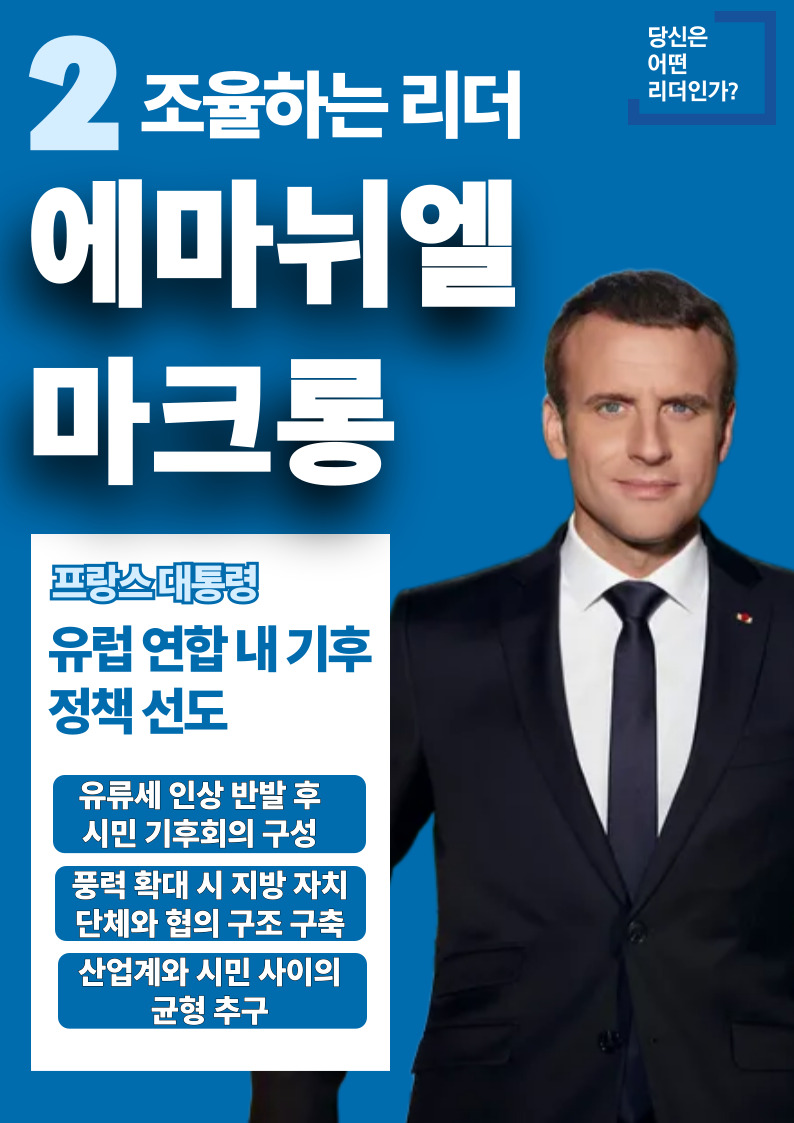 당신은
어떤
리더인가?
2 조율하는 리더
에마뉘엘
마크롱
프랑스 대통령
유럽 연합 내 기후
정책 선도
유류세 인상 반발 후
시민 기후회의 구성
풍력 확대 시 지방 자치
단체와 협의 구조 구축
산업계와 시민 사이의
균형 추구